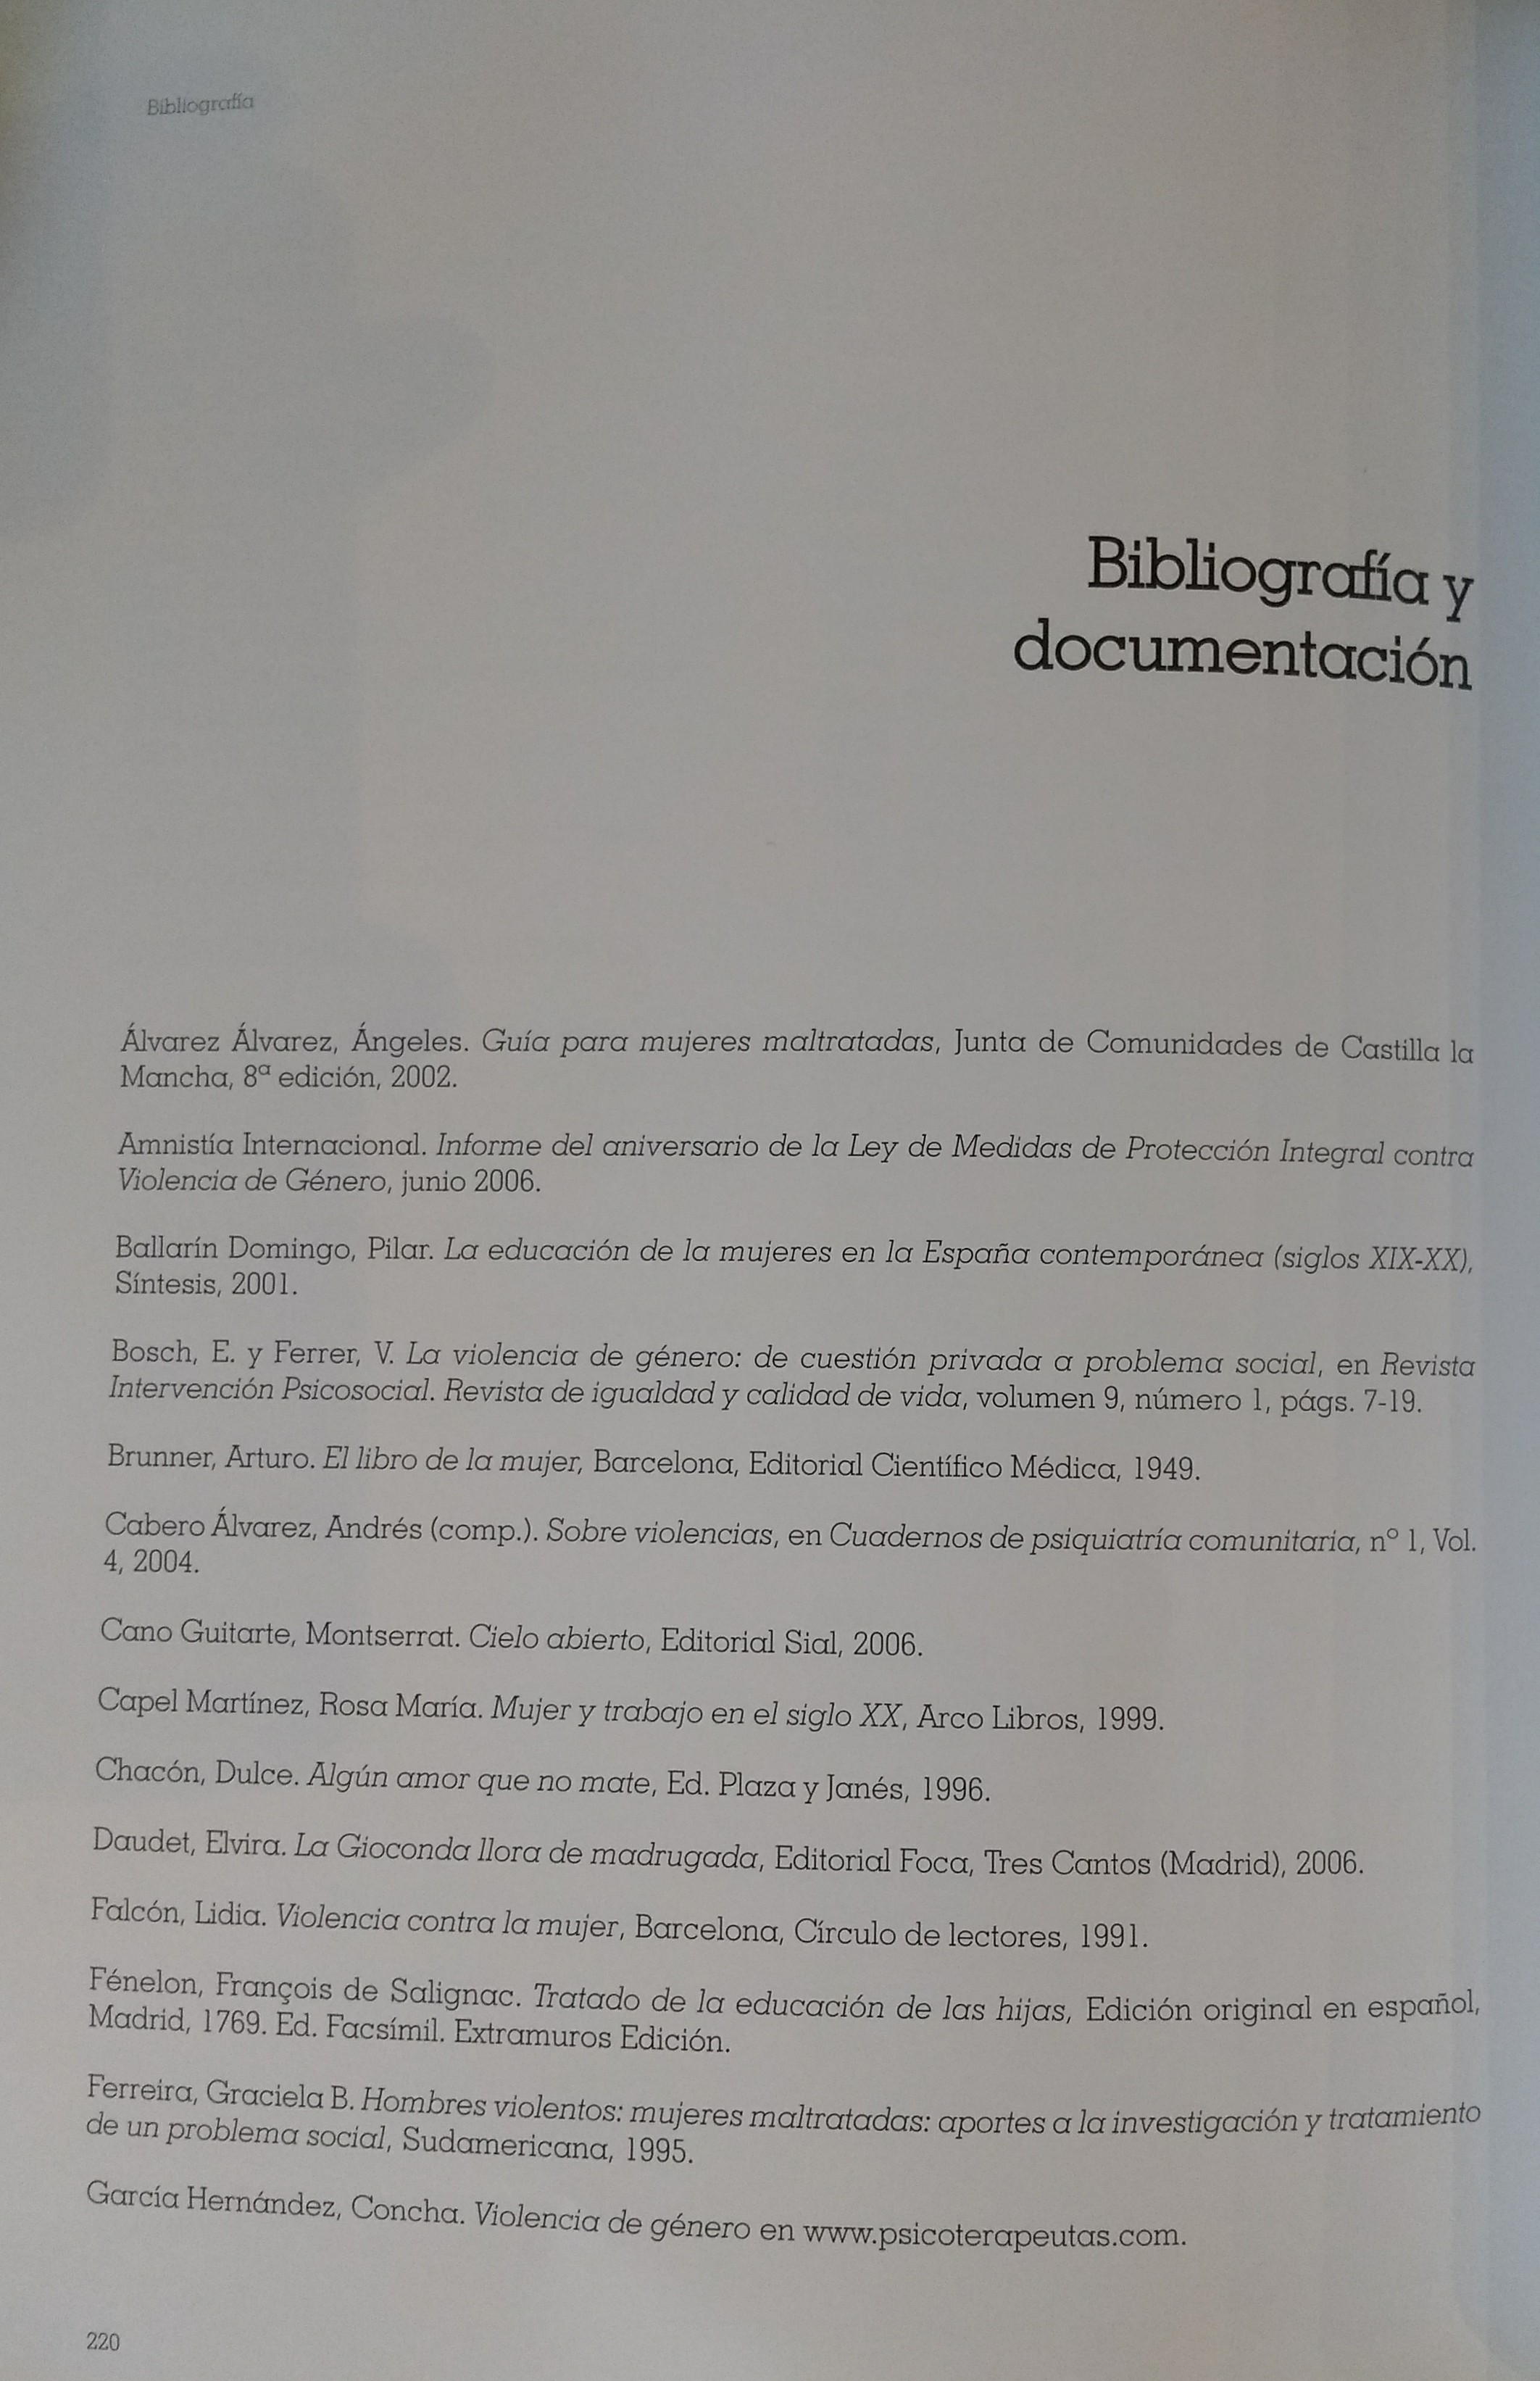 Bibliografía
Bibliografía y
documentación
Álvarez Álvarez, Ángeles. Guía para mujeres maltratadas, Junta de Comunidades de Castilla la
Mancha, 8ª edición, 2002.
Amnistía Internacional. Informe del aniversario de la Ley de Medidas de Protección Integral contra
Violencia de Género, junio 2006.
Ballarín Domingo, Pilar. La educación de la mujeres en la España contemporánea (siglos XIX-XX),
Síntesis, 2001.
Bosch, E. y Ferrer, V. La violencia de género: de cuestión privada a problema social, en Revista
Intervención Psicosocial. Revista de igualdad y calidad de vida, volumen 9, número 1, págs. 7-19.
Brunner, Arturo. El libro de la mujer, Barcelona, Editorial Científico Médica, 1949.
Cabero Álvarez, Andrés (comp.). Sobre violencias, en Cuadernos de psiquiatría comunitaria, nº 1, Vol.
4, 2004.
Cano Guitarte, Montserrat. Cielo abierto, Editorial Sial, 2006.
Capel Martínez, Rosa María. Mujer y trabajo en el siglo XX, Arco Libros, 1999.
Chacón, Dulce. Algún amor que no mate, Ed. Plaza y Janés, 1996.
Daudet, Elvira. La Gioconda llora de madrugada, Editorial Foca, Tres Cantos (Madrid), 2006.
Falcón, Lidia. Violencia contra la mujer, Barcelona, Círculo de lectores, 1991.
Fénelon, François de Salignac. Tratado de la educación de las hijas, Edición original en español,
Madrid, 1769. Ed. Facsímil. Extramuros Edición.
Ferreira, Graciela B. Hombres violentos: mujeres maltratadas: aportes a la investigación y tratamiento
de un problema social, Sudamericana, 1995.
García Hernández, Concha. Violencia de género en www.psicoterapeutas.com.
220